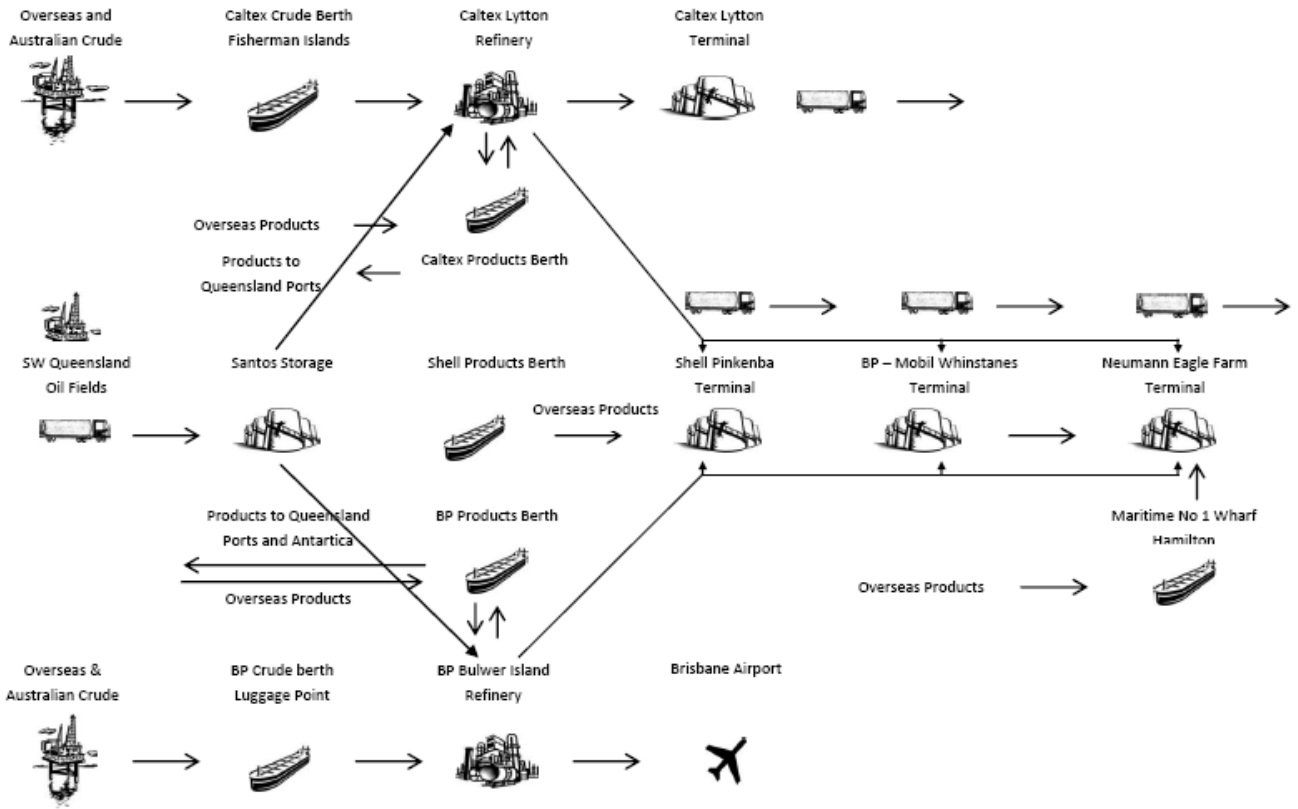 Overseas and
Australian Crude
Caltex Crude Berth
Fisherman Islands
Caltex Lytton
Refinery
Caltex Lytton
Terminal
Overseas Products
Products to
Queensland Ports
Caltex Products Berth
SW Queensland
Oil Fields
Santos Storage
Shell Products Berth
Overseas Products
Shell Pinkenba
Terminal
BP – Mobil Whinstanes
Terminal
Neumann Eagle Farm
Terminal
Products to Queensland
Ports and Antartica
Overseas Products
BP Products Berth
Maritime No 1 Wharf
Hamilton
Overseas Products
Overseas &
Australian Crude
BP Crude berth
Luggage Point
BP Bulwer Island
Refinery
Brisbane Airport